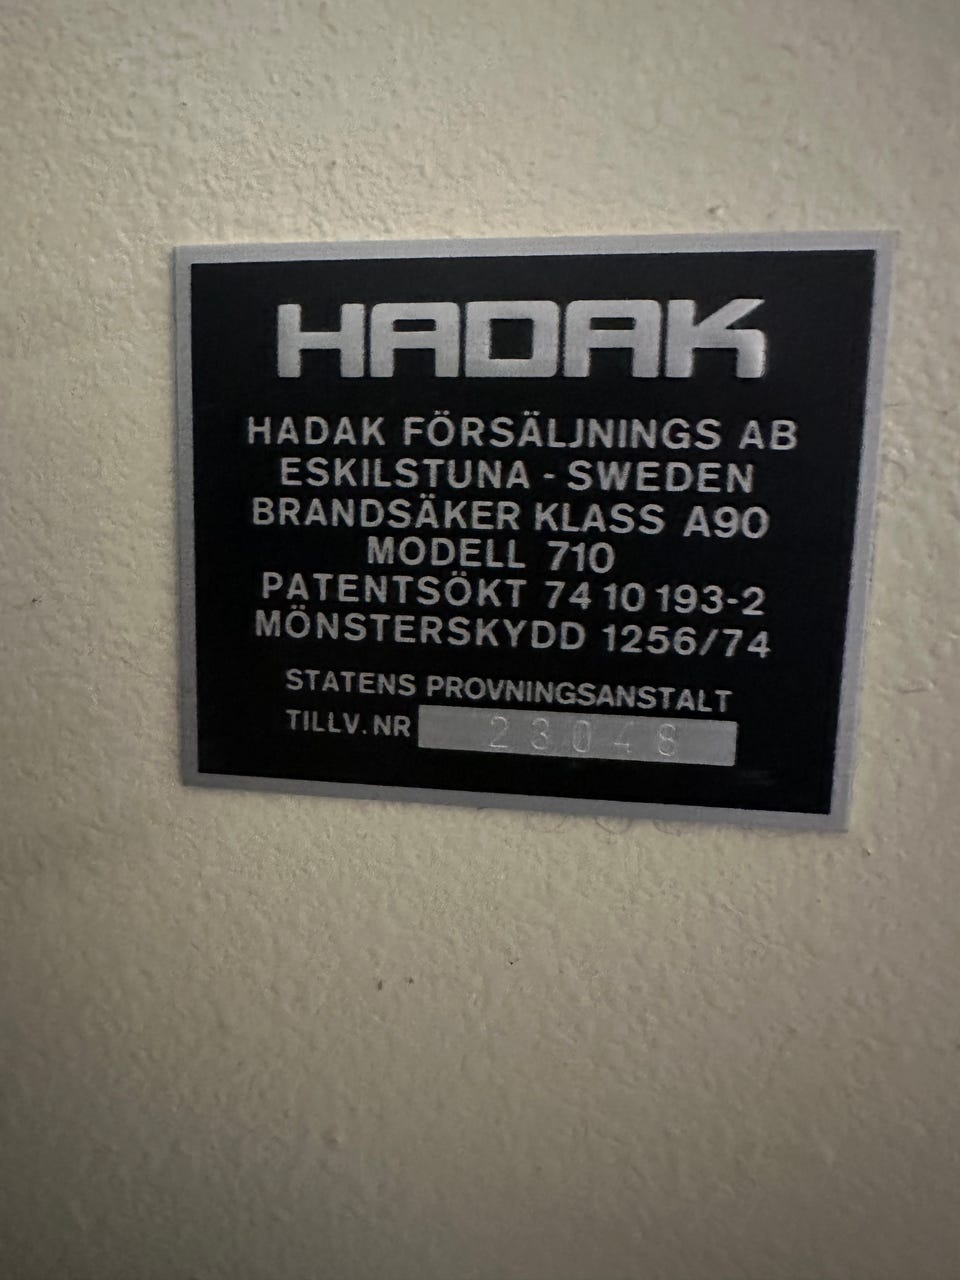 HADAK
HADAK FÖRSÄLJNINGS AB
ESKILSTUNA - SWEDEN
BRANDSÄKER KLASS A90
MODELL 710
PATENTSÖKT 74 10 193-2
MÖNSTERSKYDD 1256/74
STATENS PROVNINGSANSTALT
TILLV. NR 23048